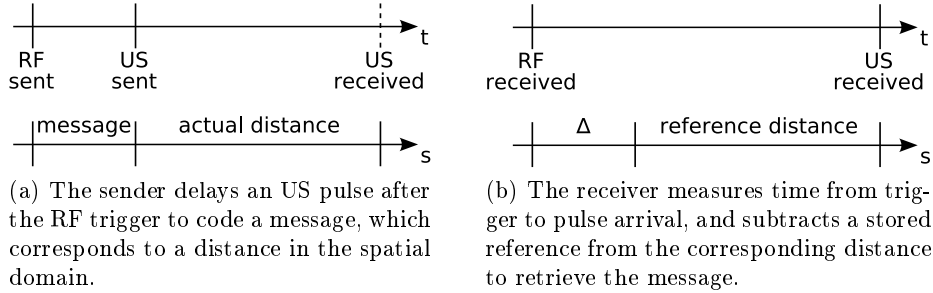 t
RF US US
sent sent received
message actual distance
s
(a) The sender delays an US pulse after
the RF trigger to code a message, which
corresponds to a distance in the spatial
domain.
t
RF US
received received
Δ reference distance
s
(b) The receiver measures time from trig-
ger to pulse arrival, and subtracts a stored
reference from the corresponding distance
to retrieve the message.